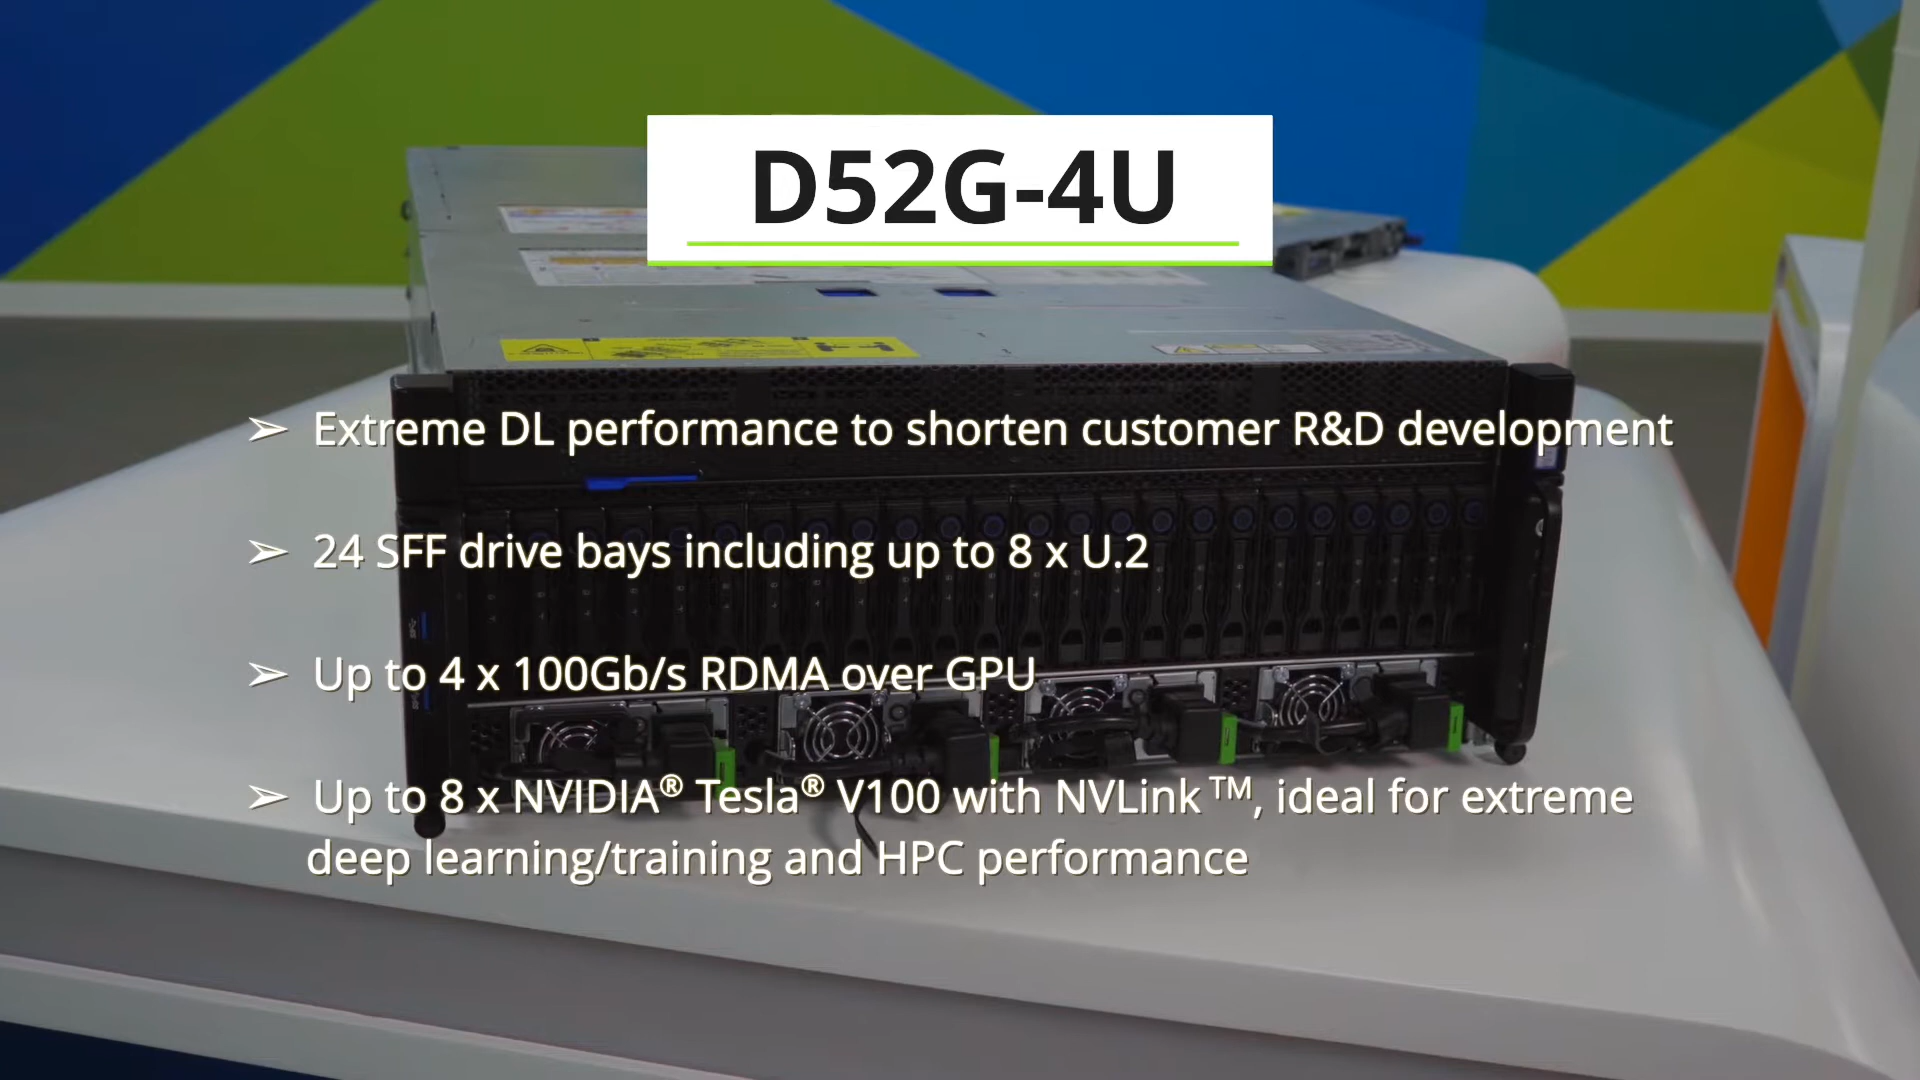 D52G-4U
➢ Extreme DL performance to shorten customer R&D development
➢ 24 SFF drive bays including up to 8 x U.2
➢ Up to 4 x 100Gb/s RDMA over GPU
➢ Up to 8 x NVIDIA® Tesla® V100 with NVLink™, ideal for extreme
deep learning/training and HPC performance